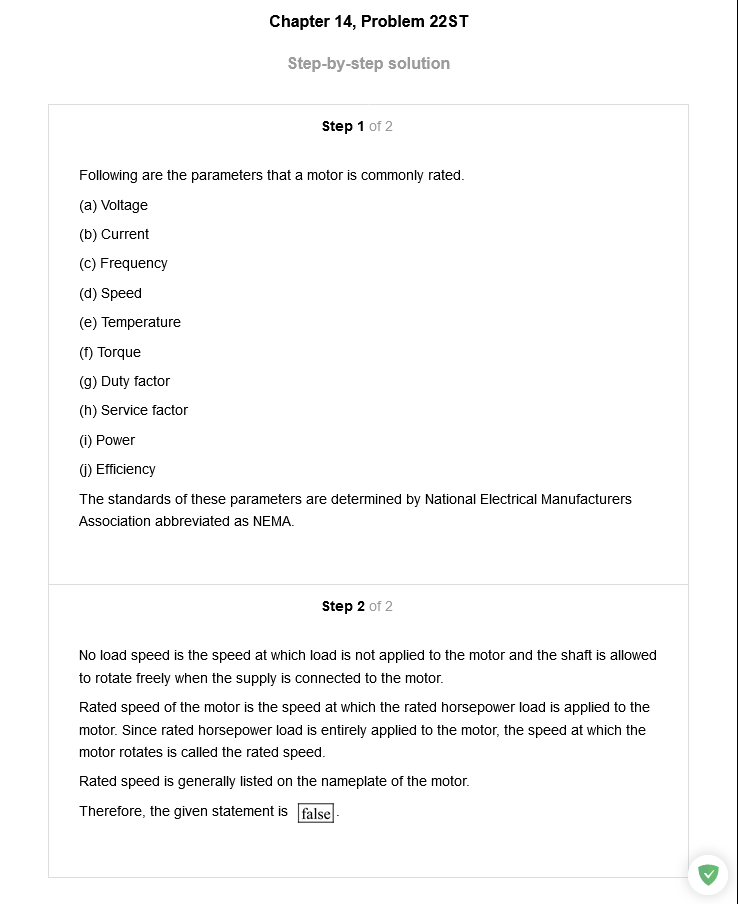 Chapter 14, Problem 22ST
Step-by-step solution
Step 1 of 2
Following are the parameters that a motor is commonly rated.
(a) Voltage
(b) Current
(c) Frequency
(d) Speed
(e) Temperature
(f) Torque
(g) Duty factor
(h) Service factor
(i) Power
(j) Efficiency
The standards of these parameters are determined by National Electrical Manufacturers
Association abbreviated as NEMA.
Step 2 of 2
No load speed is the speed at which load is not applied to the motor and the shaft is allowed
to rotate freely when the supply is connected to the motor.
Rated speed of the motor is the speed at which the rated horsepower load is applied to the
motor. Since rated horsepower load is entirely applied to the motor, the speed at which the
motor rotates is called the rated speed.
Rated speed is generally listed on the nameplate of the motor.
Therefore, the given statement is false.